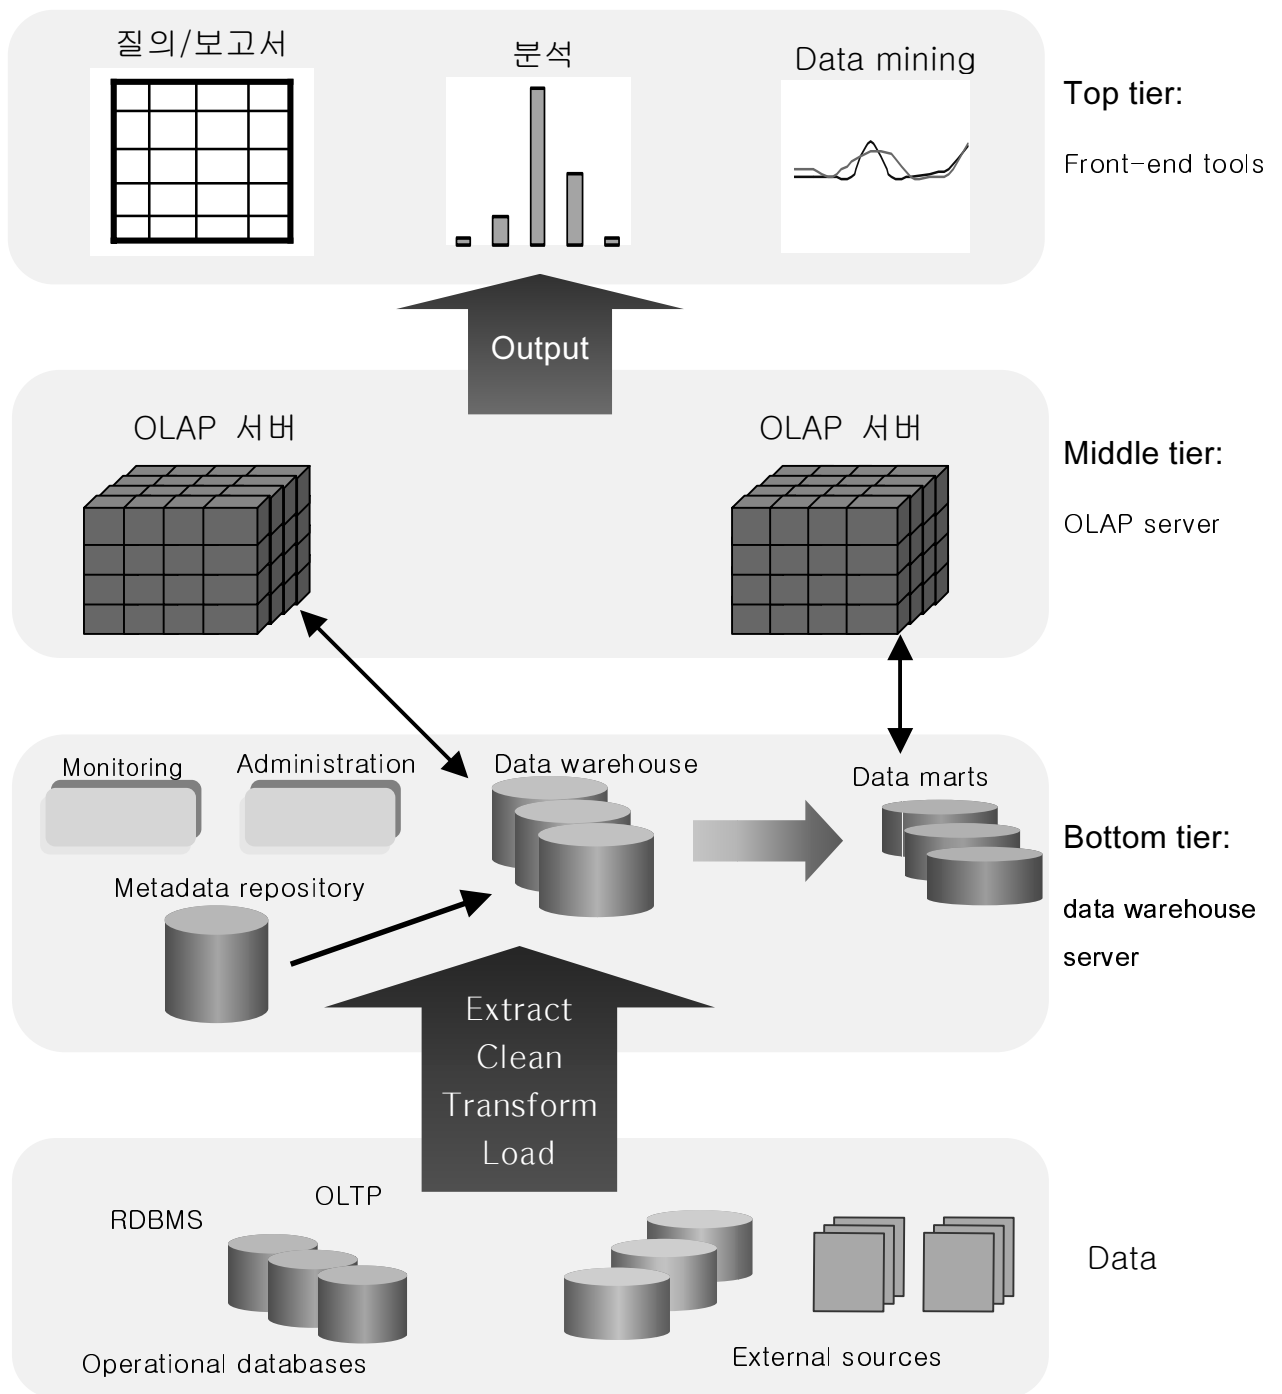 질의/보고서
분석
Data mining
Top tier:
Front-end tools
Output
OLAP 서버
OLAP 서버
Middle tier:
OLAP server
Monitoring
Administration
Data warehouse
Data marts
Metadata repository
Bottom tier:
data warehouse
server
Extract
Clean
Transform
Load
OLTP
RDBMS
Data
Operational databases
External sources